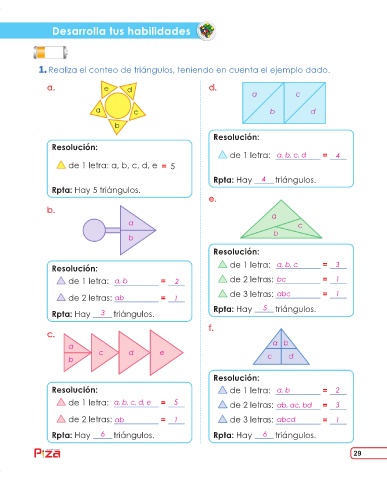 Desarrolla tus habilidades
1. Realiza el conteo de triángulos, teniendo en cuenta el ejemplo dado.
a.
e d
a c
b
Resolución:
de 1 letra: a, b, c, d, e = 5
Rpta: Hay 5 triángulos.
b.
a
b
Resolución:
de 1 letra: a, b = 2
de 2 letras: ab = 1
Rpta: Hay 3 triángulos.
c.
a
b c d e
Resolución:
de 1 letra: a, b, c, d, e = 5
de 2 letras: ab = 1
Rpta: Hay 6 triángulos.
d.
a c
b d
Resolución:
de 1 letra: a, b, c, d = 4
Rpta: Hay 4 triángulos.
e.
a
c
b
Resolución:
de 1 letra: a, b, c = 3
de 2 letras: bc = 1
de 3 letras: abc = 1
Rpta: Hay 5 triángulos.
f.
a b
c d
Resolución:
de 1 letra: a, b = 2
de 2 letras: ab, ac, bd = 3
de 3 letras: abcd = 1
Rpta: Hay 6 triángulos.
29